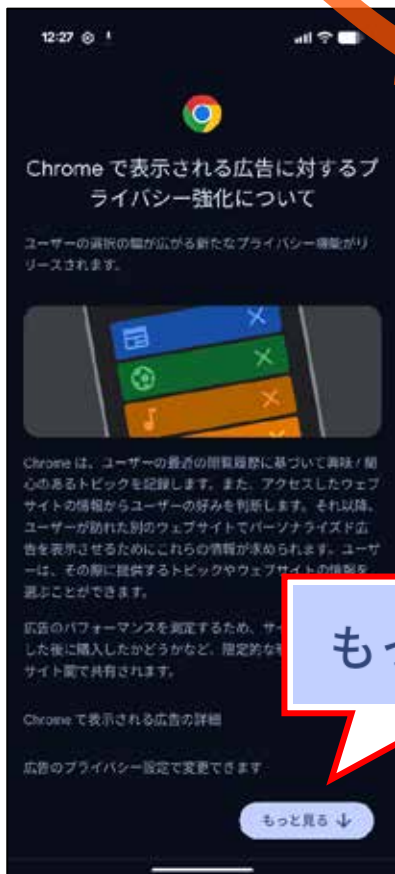 12:27
Chrome で表示される広告に対するプ
ライバシー強化について
ユーザーの選択の幅が広がる新たなプライバシー機能がリ
リースされます。
Chrome は、ユーザーの最近の閲覧履歴に基づいて興味 / 関
心のあるトピックを記録します。また、アクセスしたウェブ
サイトの情報からユーザーの好みを判断します。それ以降、
ユーザーが訪れた別のウェブサイトでパーソナライズド広
告を表示させるためにこれらの情報が求められます。ユーザ
ーは、その際に提供するトピックやウェブサイトの情報を
選ぶことができます。
広告のパフォーマンスを測定するため、サ
した後に購入したかどうかなど、限定的な
サイト間で共有されます。
もっ
Chrome で表示される広告の詳細
広告のプライバシー設定で変更できます
もっと見る ↓